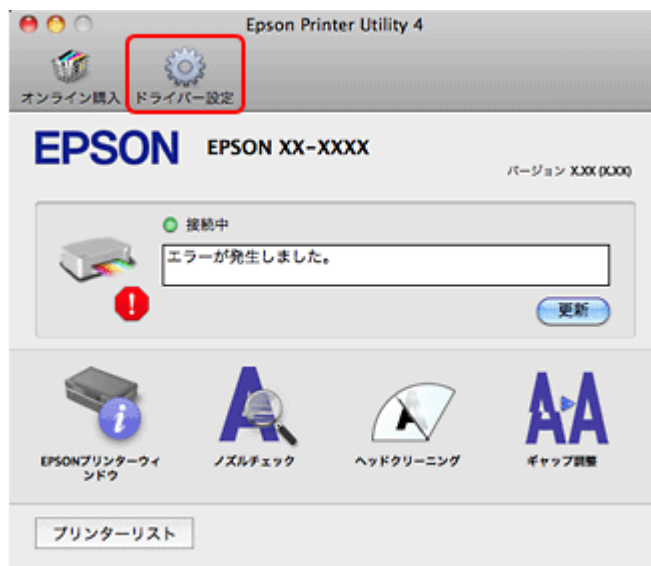 Epson Printer Utility 4
オンライン購入 ドライバー設定
EPSON EPSON XX-XXXX
バージョン X.XX (X.XX)
接続中
エラーが発生しました。
更新
EPSONプリンターウィ
ンドウ
ノズルチェック
ヘッドクリーニング
ギャップ調整
プリンターリスト